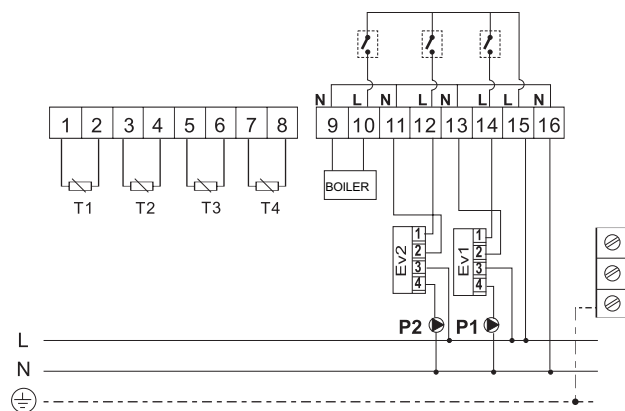 N L N L N L L N
1 2 3 4 5 6 7 8 9 10 11 12 13 14 15 16
T1 T2 T3 T4
BOILER
Ev2 1 2 3 4
Ev1 1 2 3 4
P2 P1
L
N